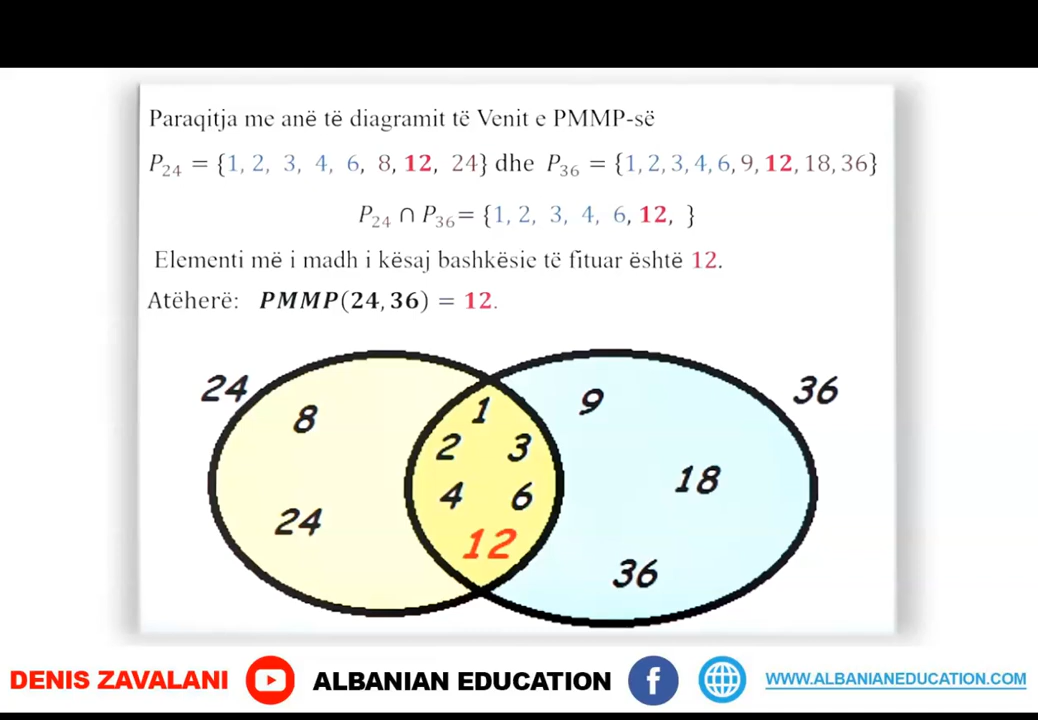 Paraqitja me anë të diagramit të Venit e PMMP-së
P24 = {1, 2, 3, 4, 6, 8, 12, 24} dhe P36 = {1, 2, 3, 4, 6, 9, 12, 18, 36}
P24 ∩ P36= {1, 2, 3, 4, 6, 12, }
Elementi më i madh i kësaj bashkësie të fituar është 12.
Atëherë: PMMP(24, 36) = 12.
24 36
8 1 9
2 3
18
4 6
24
12
36
DENIS ZAVALANI ALBANIAN EDUCATION f WWW.ALBANIANEDUCATION.COM